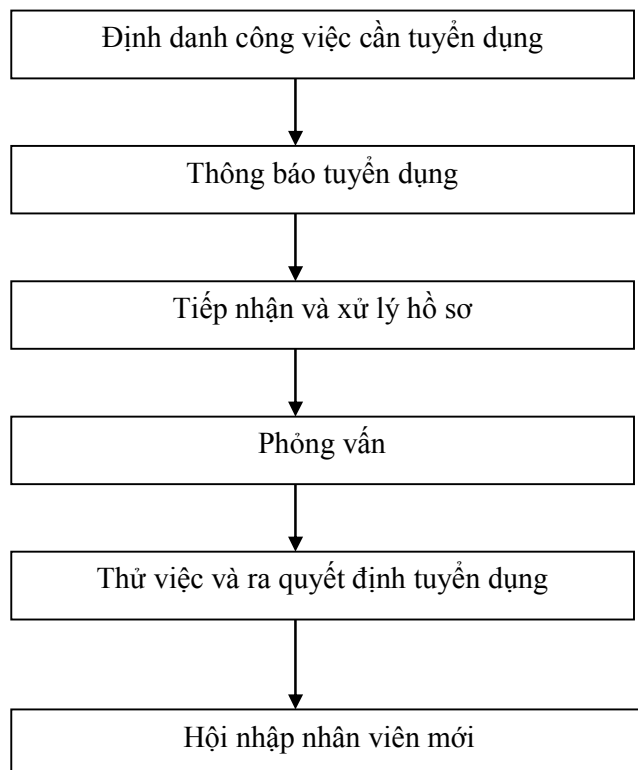 Định danh công việc cần tuyển dụng
Thông báo tuyển dụng
Tiếp nhận và xử lý hồ sơ
Phỏng vấn
Thử việc và ra quyết định tuyển dụng
Hội nhập nhân viên mới